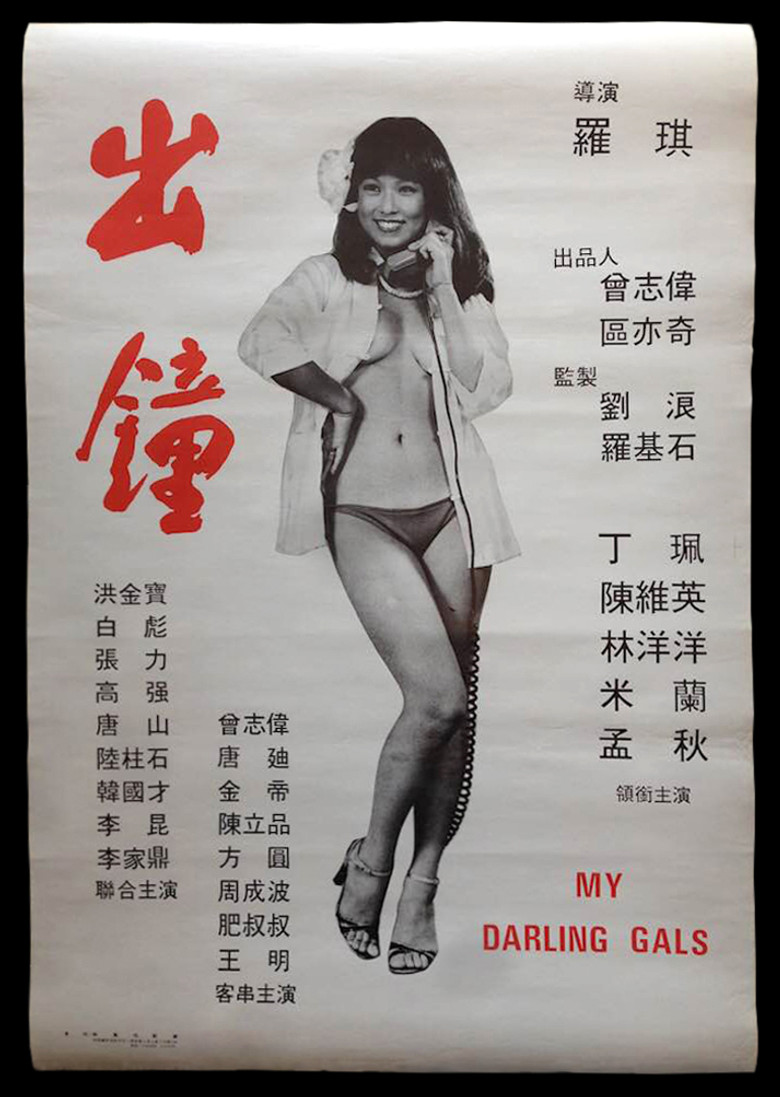 出鐘
導演
羅琪
出品人
曾志偉
區亦奇
監製
劉浪
羅基石
丁珮
陳維英
林洋洋
米蘭
孟秋
領銜主演
洪金寶
白彪
張力
高强
唐山
陸柱石
韓國才
李昆
李家鼎
聯合主演
曾志偉
唐廸
金帝
陳立品
方圓
周成波
肥叔叔
王明
客串主演
MY
DARLING GALS